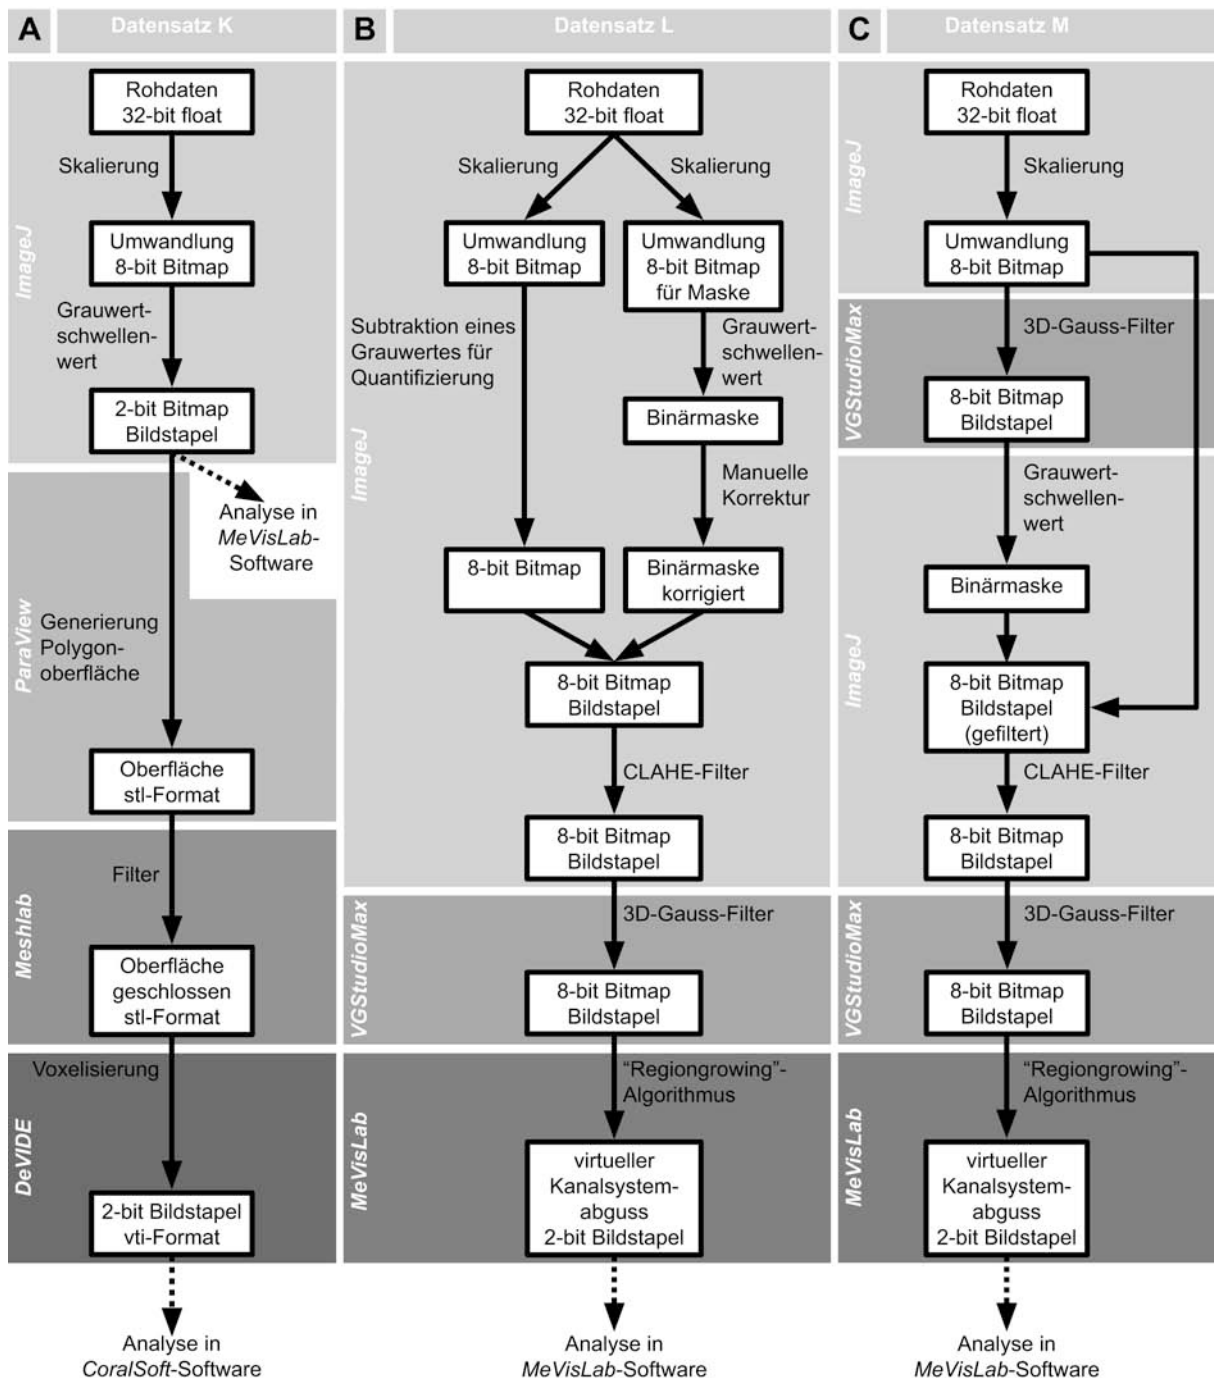 A
Datensatz K
ImageJ
Rohdaten
32-bit float
Skalierung
Umwandlung
8-bit Bitmap
Grauwert-
schwellen-
wert
2-bit Bitmap
Bildstapel
Analyse in
MeVisLab-
Software
ParaView
Generierung
Polygon-
oberfläche
Oberfläche
stl-Format
Meshlab
Filter
Oberfläche
geschlossen
stl-Format
DeVIDE
Voxelisierung
2-bit Bildstapel
vti-Format
Analyse in
CoralSoft-Software
B
Datensatz L
ImageJ
Rohdaten
32-bit float
Skalierung
Skalierung
Umwandlung
8-bit Bitmap
Umwandlung
8-bit Bitmap
für Maske
Subtraktion eines
Grauwertes für
Quantifizierung
Grauwert-
schwellen-
wert
Binärmaske
Manuelle
Korrektur
8-bit Bitmap
Binärmaske
korrigiert
8-bit Bitmap
Bildstapel
CLAHE-Filter
8-bit Bitmap
Bildstapel
VGStudioMax
3D-Gauss-Filter
8-bit Bitmap
Bildstapel
MeVisLab
“Regiongrowing”-
Algorithmus
virtueller
Kanalsystem-
abguss
2-bit Bildstapel
Analyse in
MeVisLab-Software
C
Datensatz M
ImageJ
Rohdaten
32-bit float
Skalierung
Umwandlung
8-bit Bitmap
VGStudioMax
3D-Gauss-Filter
8-bit Bitmap
Bildstapel
ImageJ
Grauwert-
schwellen-
wert
Binärmaske
8-bit Bitmap
Bildstapel
(gefiltert)
CLAHE-Filter
8-bit Bitmap
Bildstapel
VGStudioMax
3D-Gauss-Filter
8-bit Bitmap
Bildstapel
MeVisLab
“Regiongrowing”-
Algorithmus
virtueller
Kanalsystem-
abguss
2-bit Bildstapel
Analyse in
MeVisLab-Software